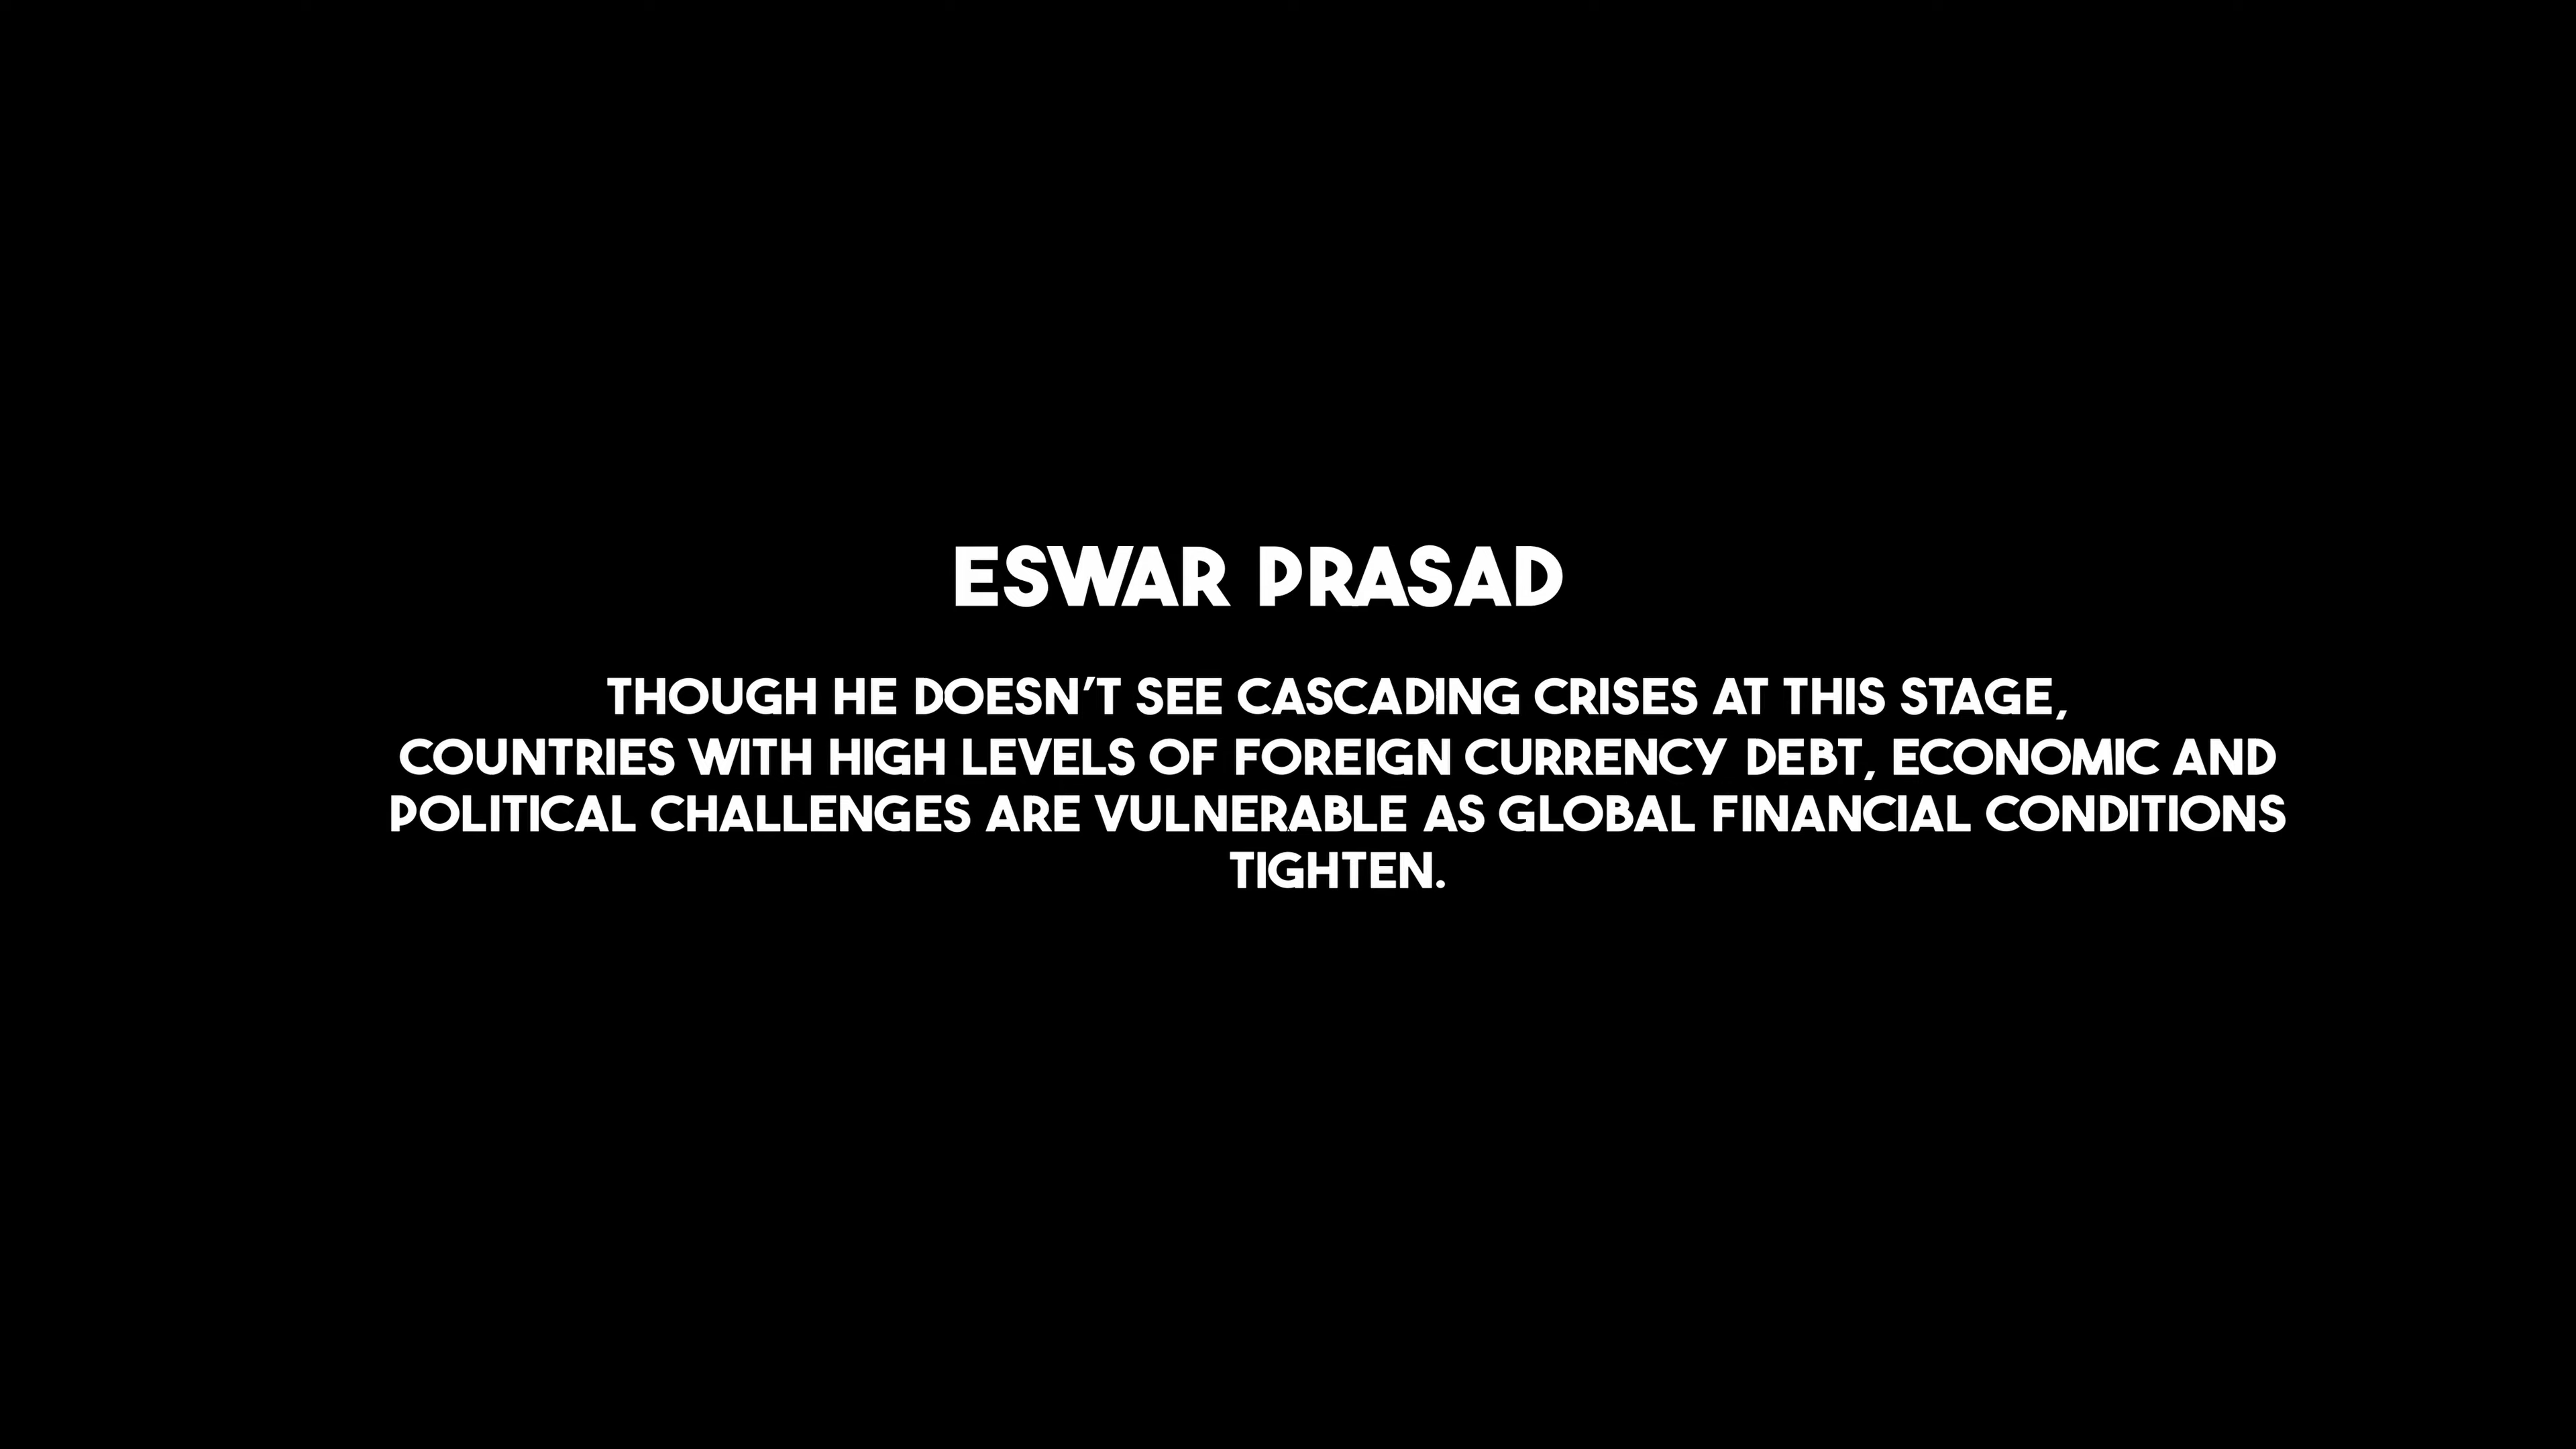 ESWAR PRASAD
THOUGH HE DOESN'T SEE CASCADING CRISES AT THIS STAGE,
COUNTRIES WITH HIGH LEVELS OF FOREIGN CURRENCY DEBT, ECONOMIC AND
POLITICAL CHALLENGES ARE VULNERABLE AS GLOBAL FINANCIAL CONDITIONS
TIGHTEN.